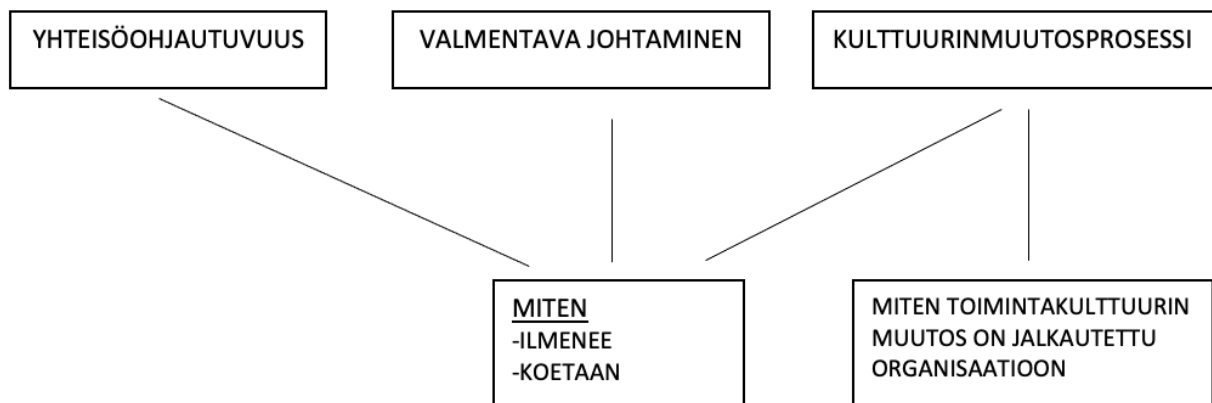 YHTEISÖOHJAUTUVUUS
VALMENTAVA JOHTAMINEN
KULTTUURINMUUTOSPROSESSI
MITEN
-ILMENEE
-KOETAAN
MITEN TOIMINTAKULTTUURIN
MUUTOS ON JALKAUTETTU
ORGANISAATIOON